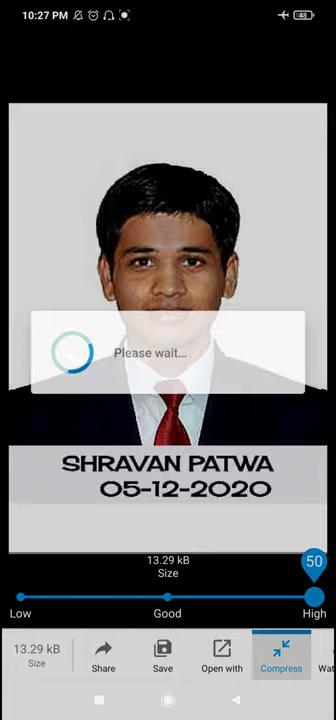 10:27 PM
48
Please wait...
SHRAVAN PATWA
05-12-2020
13.29 kB
Size
50
Low
Good
High
13.29 kB
Size
Share
Save
Open with
Compress
Wat